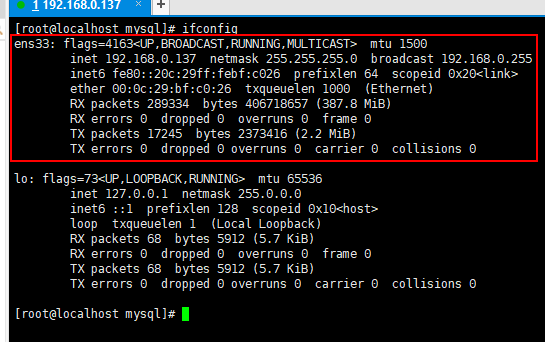 1 192.168.0.137 × +
[root@localhost mysql]# ifconfig
ens33: flags=4163<UP,BROADCAST,RUNNING,MULTICAST>  mtu 1500
        inet 192.168.0.137  netmask 255.255.255.0  broadcast 192.168.0.255
        inet6 fe80::20c:29ff:febf:c026  prefixlen 64  scopeid 0x20<link>
        ether 00:0c:29:bf:c0:26  txqueuelen 1000  (Ethernet)
        RX packets 289334  bytes 406718657 (387.8 MiB)
        RX errors 0  dropped 0  overruns 0  frame 0
        TX packets 17245  bytes 2373416 (2.2 MiB)
        TX errors 0  dropped 0 overruns 0  carrier 0  collisions 0
lo: flags=73<UP,LOOPBACK,RUNNING>  mtu 65536
        inet 127.0.0.1  netmask 255.0.0.0
        inet6 ::1  prefixlen 128  scopeid 0x10<host>
        loop  txqueuelen 1  (Local Loopback)
        RX packets 68  bytes 5912 (5.7 KiB)
        RX errors 0  dropped 0  overruns 0  frame 0
        TX packets 68  bytes 5912 (5.7 KiB)
        TX errors 0  dropped 0 overruns 0  carrier 0  collisions 0
[root@localhost mysql]#